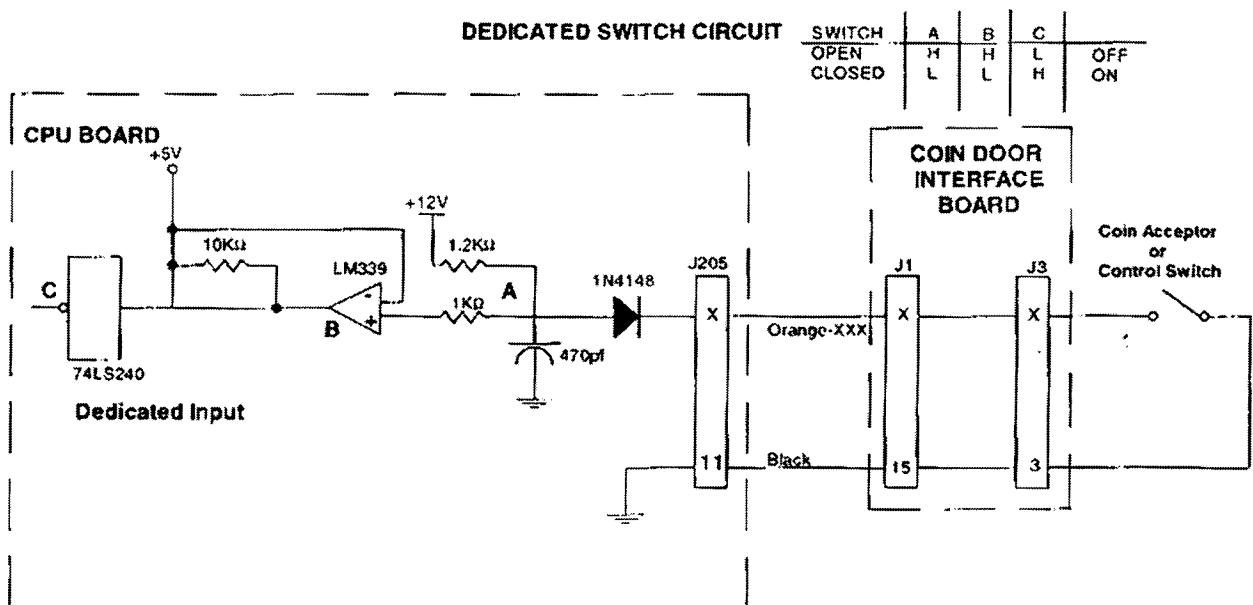 DEDICATED SWITCH CIRCUIT
SWITCH A B C
OPEN H H L OFF
CLOSED L L H ON
CPU BOARD
+5V
COIN DOOR
INTERFACE
BOARD
+12V
10KΩ
1.2KΩ
LM339
Coin Acceptor
or
Control Switch
J205
1N4148
J1
J3
C
-
+
B
1KΩ
A
X
Orange-XXX
X
X
470pf
74LS240
Dedicated Input
11
Black
15
3